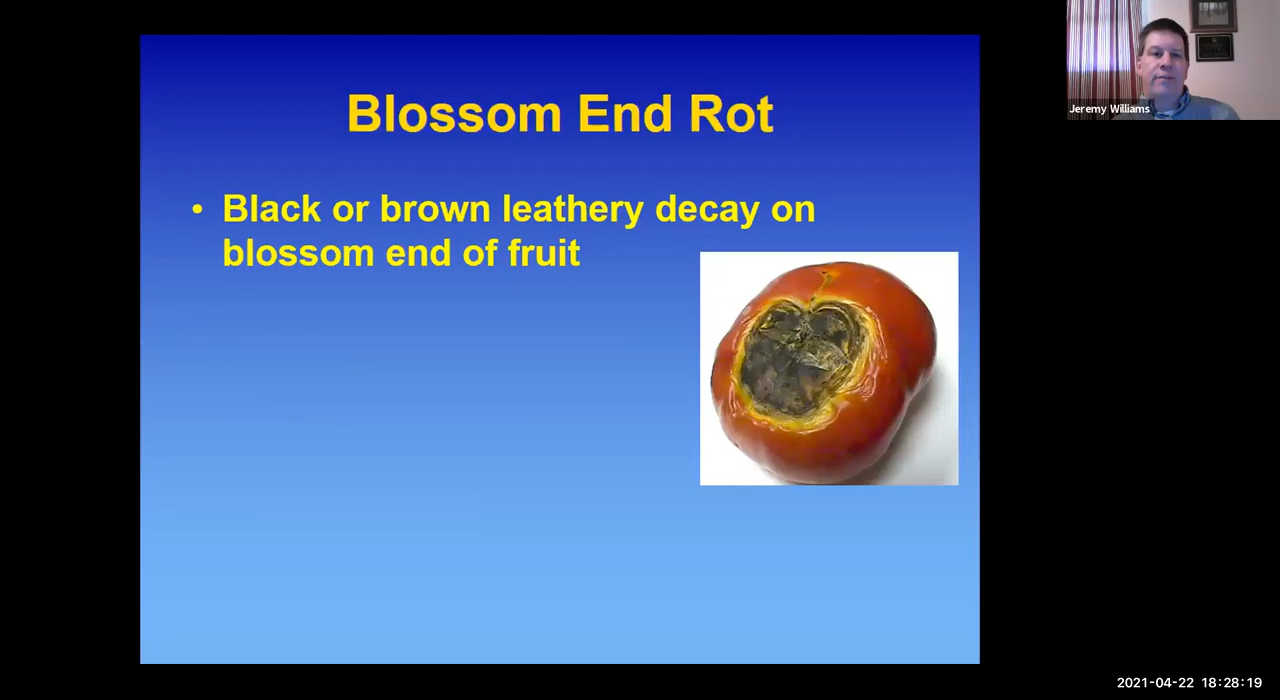 Blossom End Rot
• Black or brown leathery decay on
blossom end of fruit
Jeremy Williams
2021-04-22 18:28:19